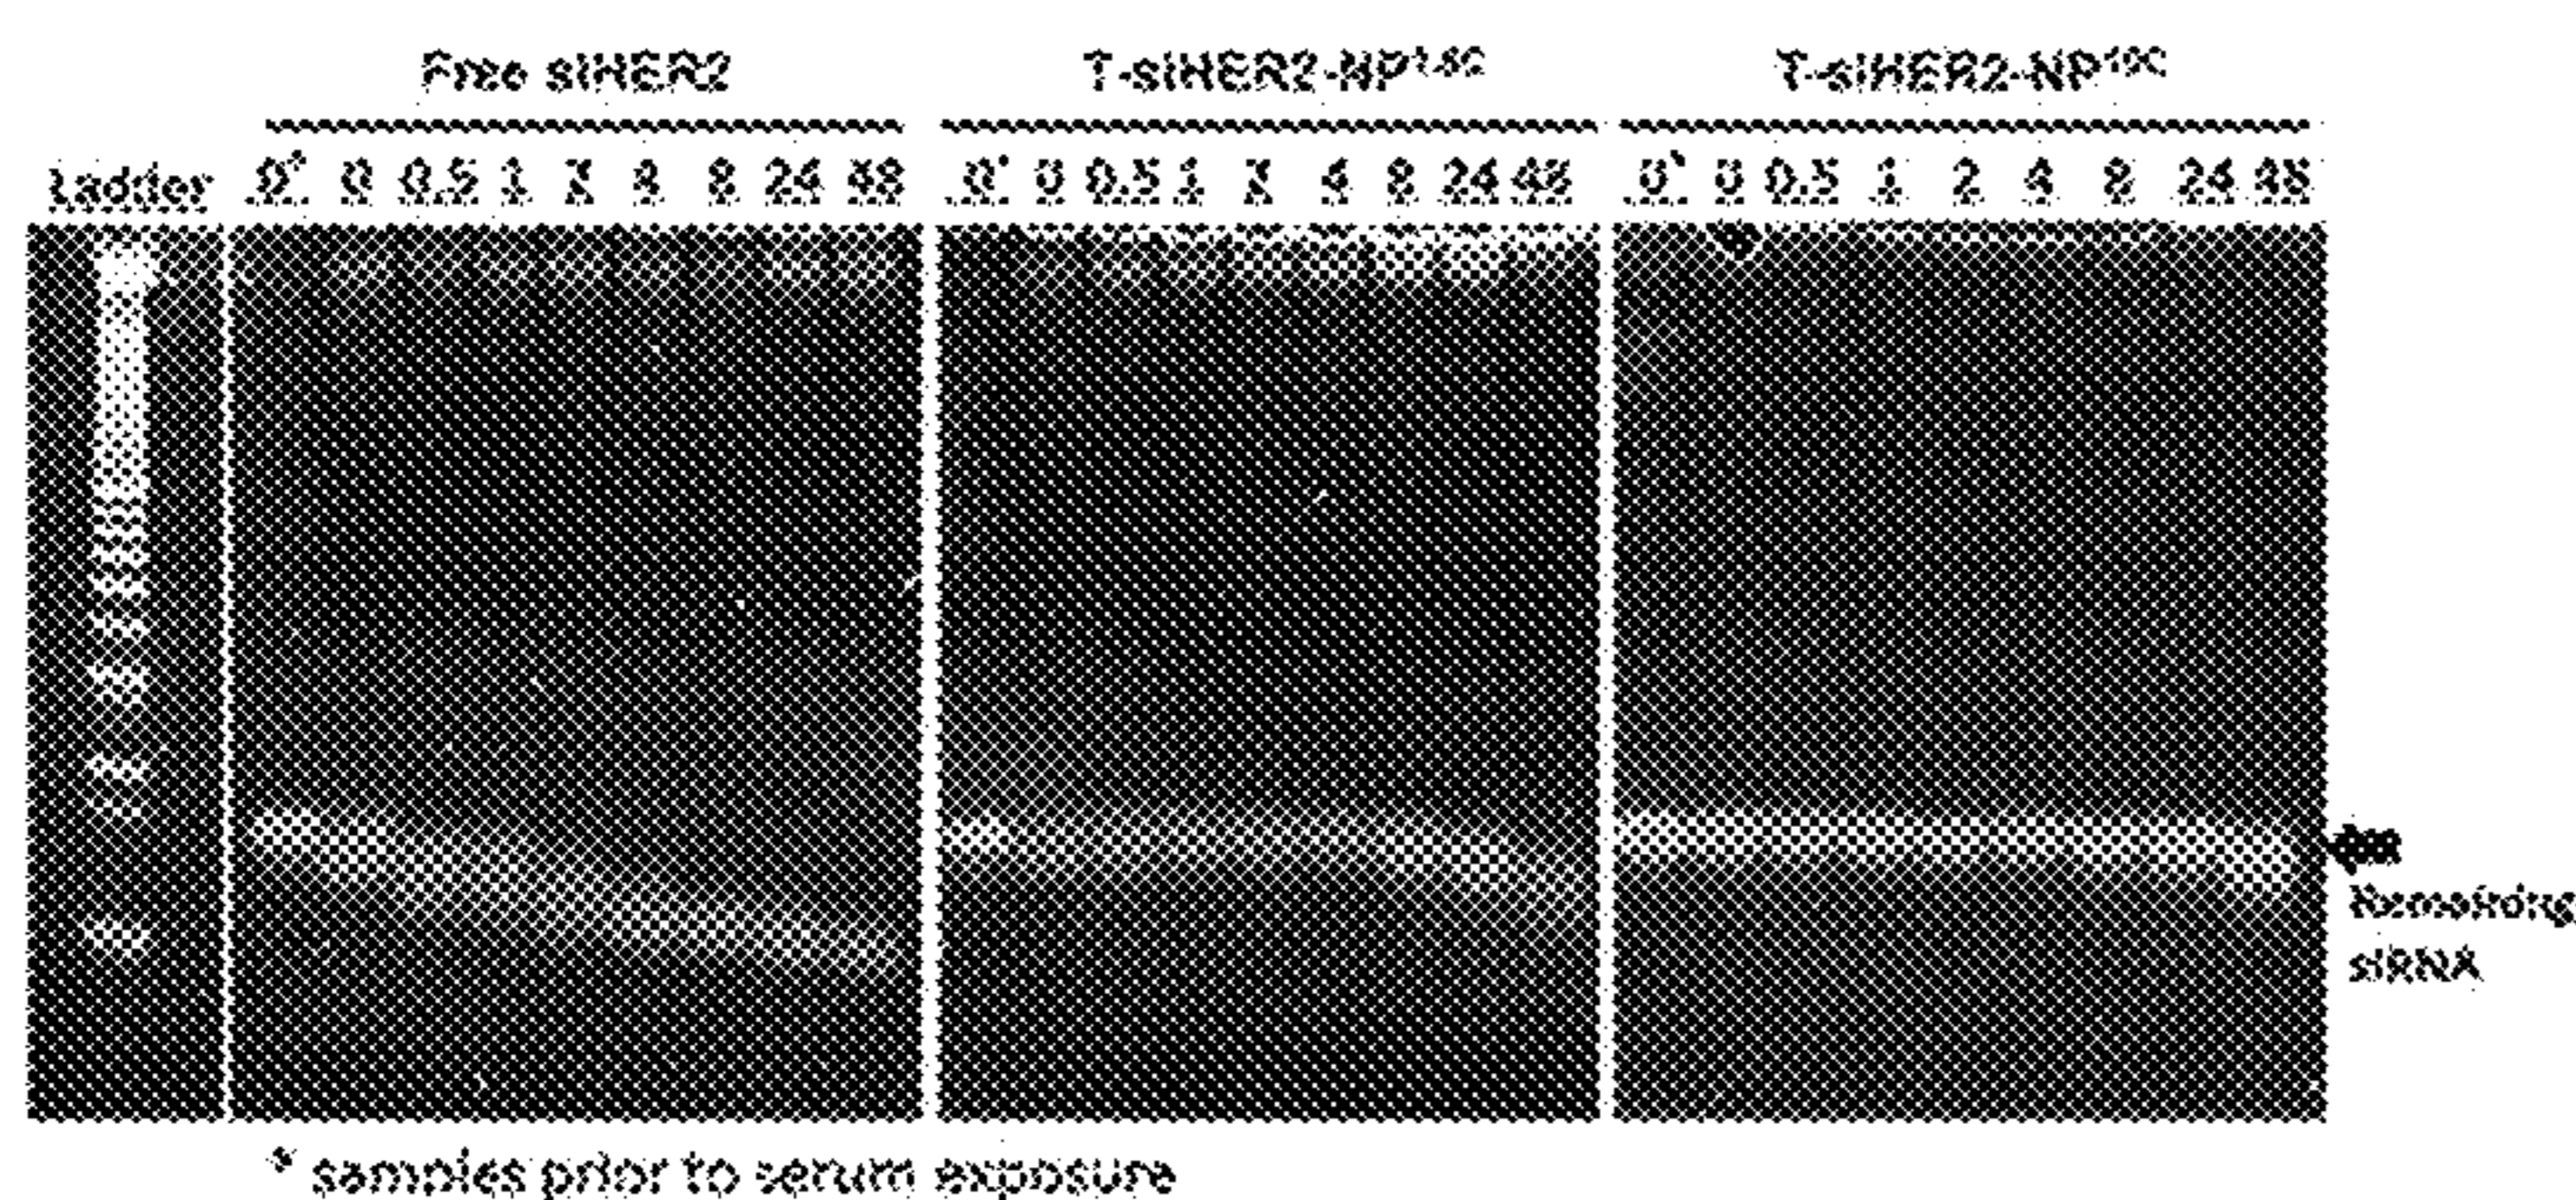 Free siHER2 T-siHER2-NP T-siHER2-NP¹⁰ᶜ
Ladder 0* 0 0.5 1 2 4 8 24 48 0* 0 0.5 1 2 4 8 24 48 0* 0 0.5 1 2 4 8 24 48
Remaining
siRNA
* samples prior to serum exposure